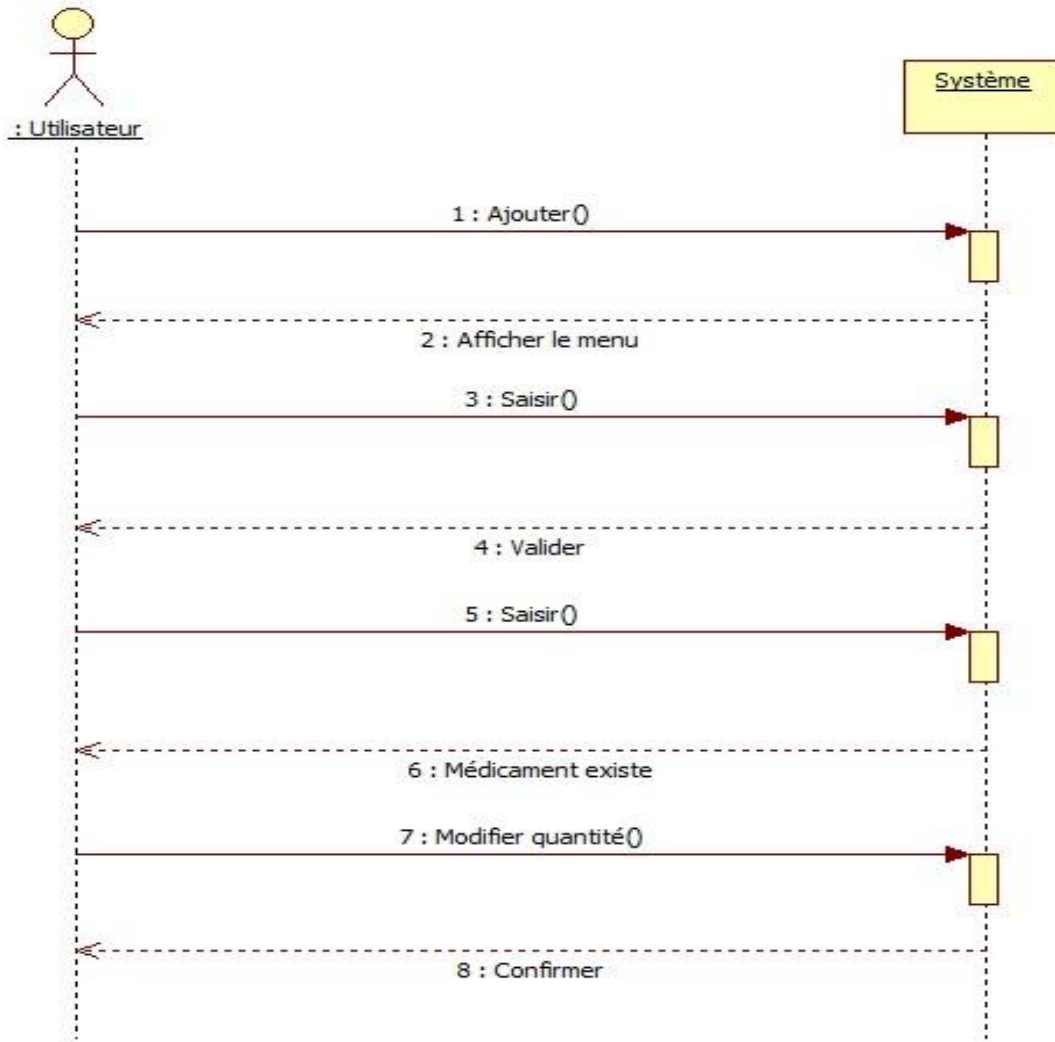 Système
: Utilisateur
1 : Ajouter()
2 : Afficher le menu
3 : Saisir()
4 : Valider
5 : Saisir()
6 : Médicament existe
7 : Modifier quantité()
8 : Confirmer